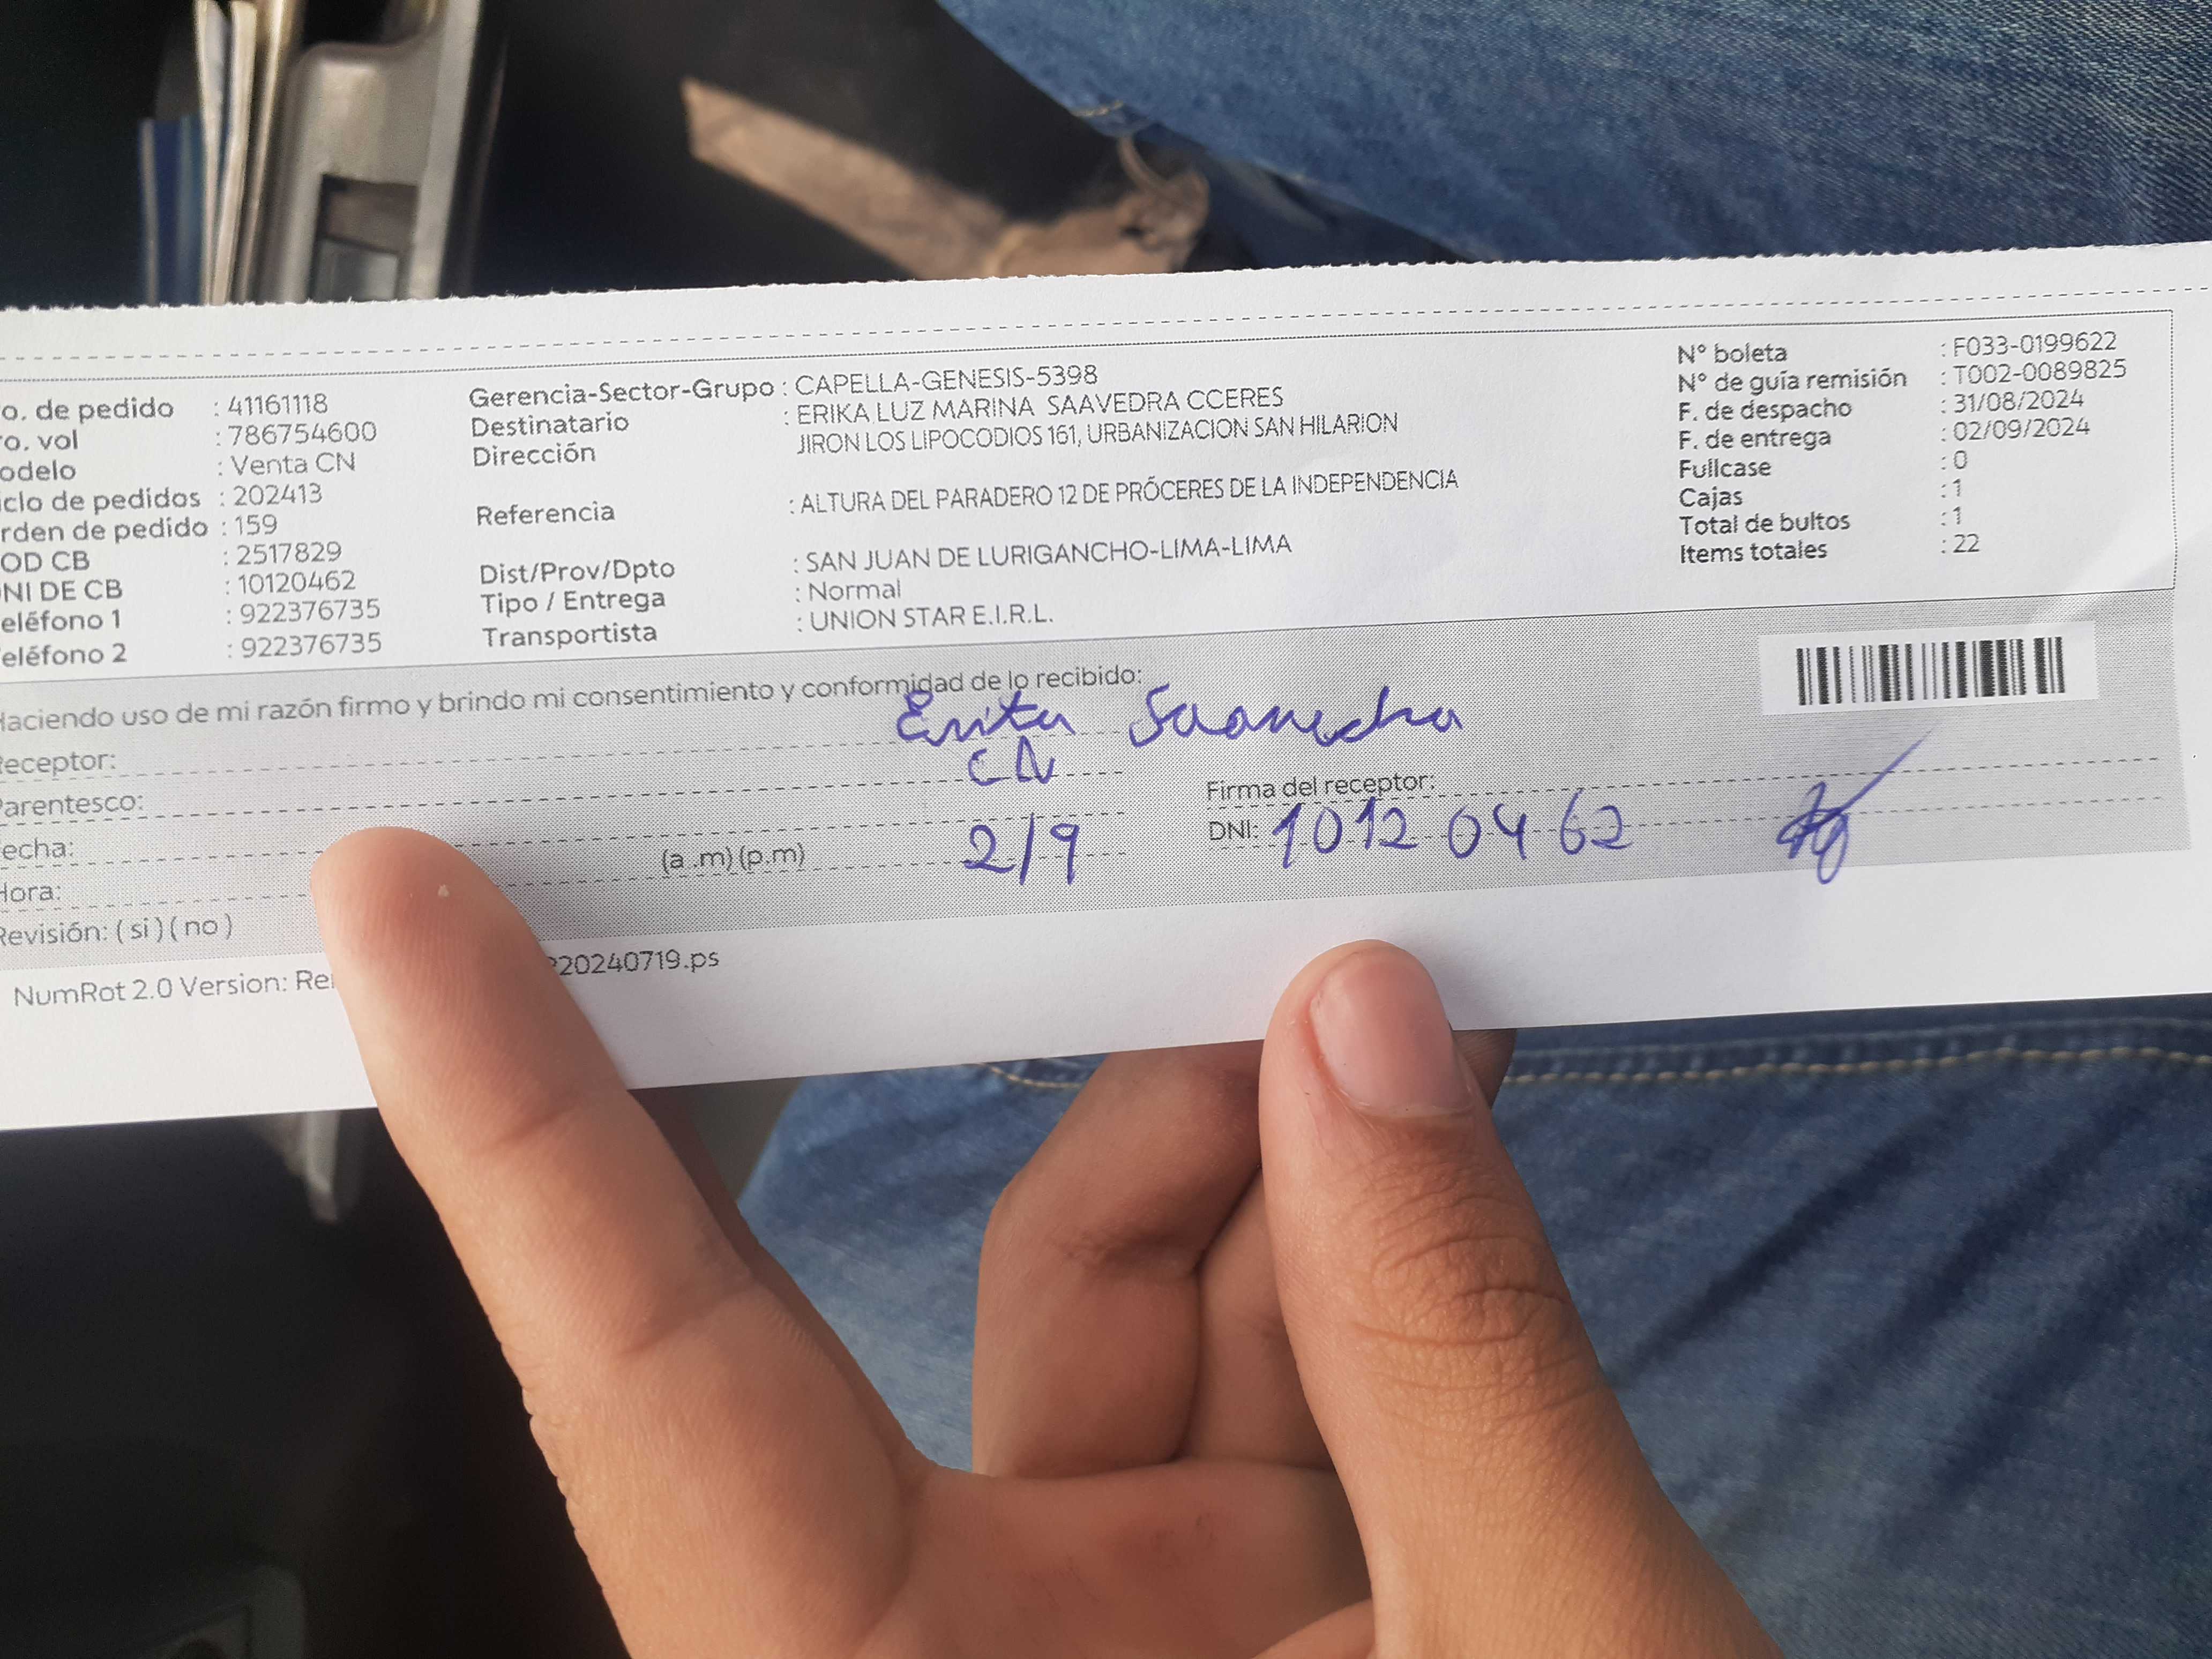 o. de pedido : 41161118
o. vol : 786754600
odelo : Venta CN
iclo de pedidos : 202413
rden de pedido : 159
OD CB : 2517829
NI DE CB : 10120462
eléfono 1 : 922376735
eléfono 2 : 922376735
Gerencia-Sector-Grupo : CAPELLA-GENESIS-5398
Destinatario : ERIKA LUZ MARINA SAAVEDRA CCERES
Dirección JIRON LOS LIPOCODIOS 161, URBANIZACION SAN HILARION
Referencia : ALTURA DEL PARADERO 12 DE PRÓCERES DE LA INDEPENDENCIA
Dist/Prov/Dpto : SAN JUAN DE LURIGANCHO-LIMA-LIMA
Tipo / Entrega : Normal
Transportista : UNION STAR E.I.R.L.
N° boleta : F033-0199622
N° de guía remisión : T002-0089825
F. de despacho : 31/08/2024
F. de entrega : 02/09/2024
Fullcase : 0
Cajas : 1
Total de bultos : 1
Items totales : 22
Haciendo uso de mi razón firmo y brindo mi consentimiento y conformidad de lo recibido:
Receptor: Erika Saavedra
Parentesco: CN
Firma del receptor:
echa: 2/9
DNI: 10120462
Hora: (a .m) (p.m)
Revisión: ( si ) ( no )
NumRot 2.0 Version: Re 20240719.ps